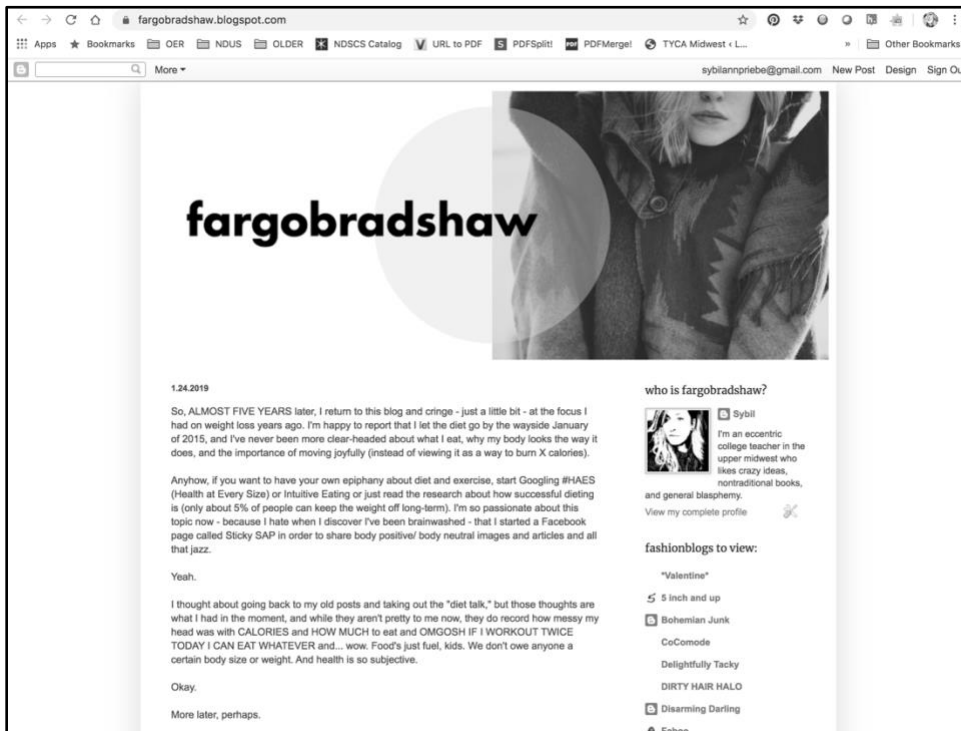 fargobradshaw.blogspot.com
Apps Bookmarks OER NDUS OLDER NDSCS Catalog URL to PDF PDFSplit! PDFMerge! TYCA Midwest ‹ L... » Other Bookmarks
More sybilannpriebe@gmail.com New Post Design Sign Ou
fargobradshaw
1.24.2019
So, ALMOST FIVE YEARS later, I return to this blog and cringe - just a little bit - at the focus I
had on weight loss years ago. I'm happy to report that I let the diet go by the wayside January
of 2015, and I've never been more clear-headed about what I eat, why my body looks the way it
does, and the importance of moving joyfully (instead of viewing it as a way to burn X calories).
Anyhow, if you want to have your own epiphany about diet and exercise, start Googling #HAES
(Health at Every Size) or Intuitive Eating or just read the research about how successful dieting
is (only about 5% of people can keep the weight off long-term). I'm so passionate about this
topic now - because I hate when I discover I've been brainwashed - that I started a Facebook
page called Sticky SAP in order to share body positive/ body neutral images and articles and all
that jazz.
Yeah.
I thought about going back to my old posts and taking out the "diet talk," but those thoughts are
what I had in the moment, and while they aren't pretty to me now, they do record how messy my
head was with CALORIES and HOW MUCH to eat and OMGOSH IF I WORKOUT TWICE
TODAY I CAN EAT WHATEVER and... wow. Food's just fuel, kids. We don't owe anyone a
certain body size or weight. And health is so subjective.
Okay.
More later, perhaps.
who is fargobradshaw?
Sybil
I'm an eccentric
college teacher in the
upper midwest who
likes crazy ideas,
nontraditional books,
and general blasphemy.
View my complete profile
fashionblogs to view:
"Valentine"
5 inch and up
Bohemian Junk
CoComode
Delightfully Tacky
DIRTY HAIR HALO
Disarming Darling